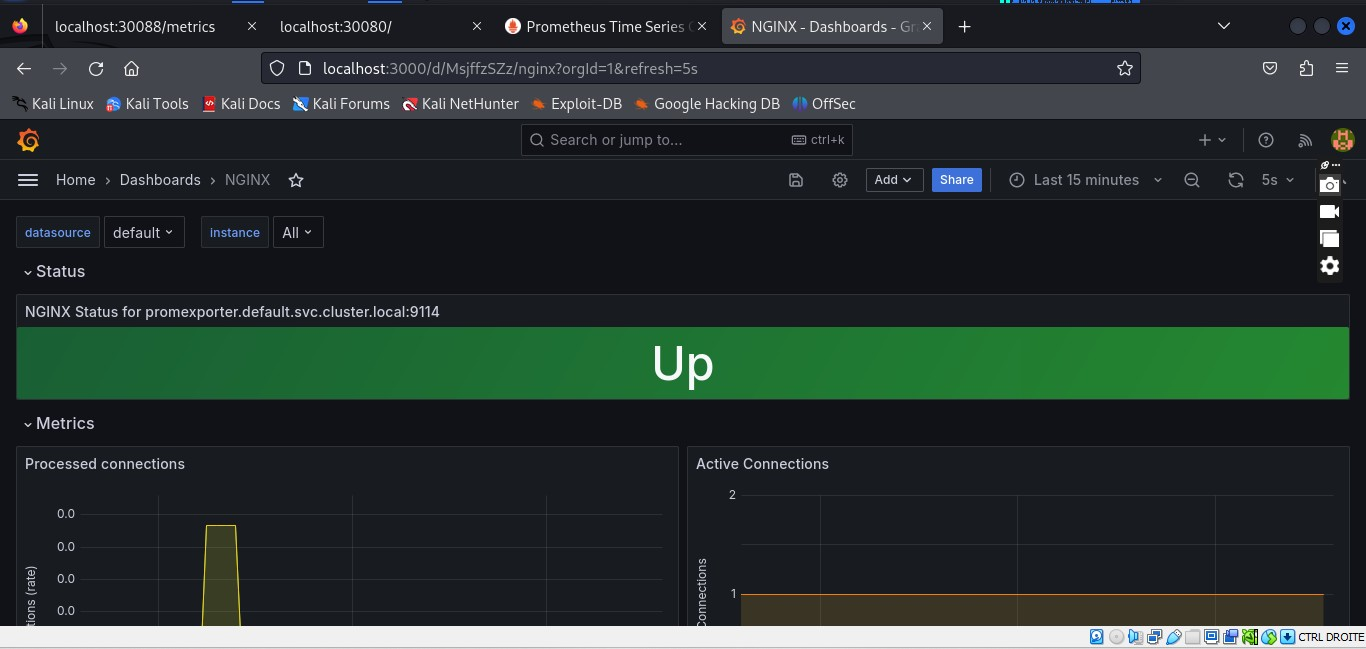 localhost:30088/metrics
localhost:30080/
Prometheus Time Series
NGINX - Dashboards - Gr
localhost:3000/d/MsjffzSZz/nginx?orgId=1&refresh=5s
Kali Linux Kali Tools Kali Docs Kali Forums Kali NetHunter Exploit-DB Google Hacking DB OffSec
Search or jump to... ctrl+k
Home › Dashboards › NGINX Add Share Last 15 minutes 5s
datasource default instance All
Status
NGINX Status for promexporter.default.svc.cluster.local:9114
Up
Metrics
Processed connections
0.0
0.0
0.0
0.0
tions (rate)
Active Connections
2
1
Connections
CTRL DROITE